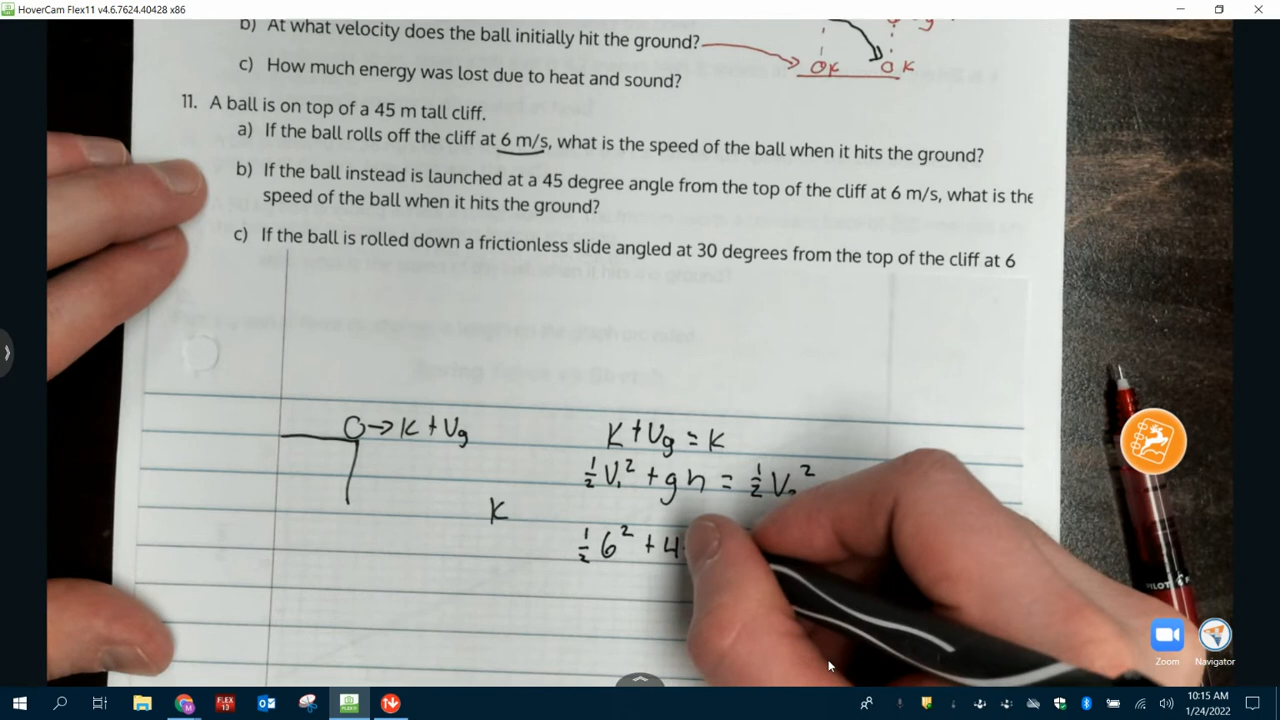 HoverCam Flex11 v4.6.7624.40428 x86
b) At what velocity does the ball initially hit the ground?
c) How much energy was lost due to heat and sound?
OK OK
11. A ball is on top of a 45 m tall cliff.
a) If the ball rolls off the cliff at 6 m/s, what is the speed of the ball when it hits the ground?
b) If the ball instead is launched at a 45 degree angle from the top of the cliff at 6 m/s, what is the
speed of the ball when it hits the ground?
c) If the ball is rolled down a frictionless slide angled at 30 degrees from the top of the cliff at 6
O→ K + Ug
K + Ug = K
½V₁² + gh = ½V₂²
K
½6² + 4
PILOT
Zoom
Navigator
FLEX
10:15 AM
1/24/2022